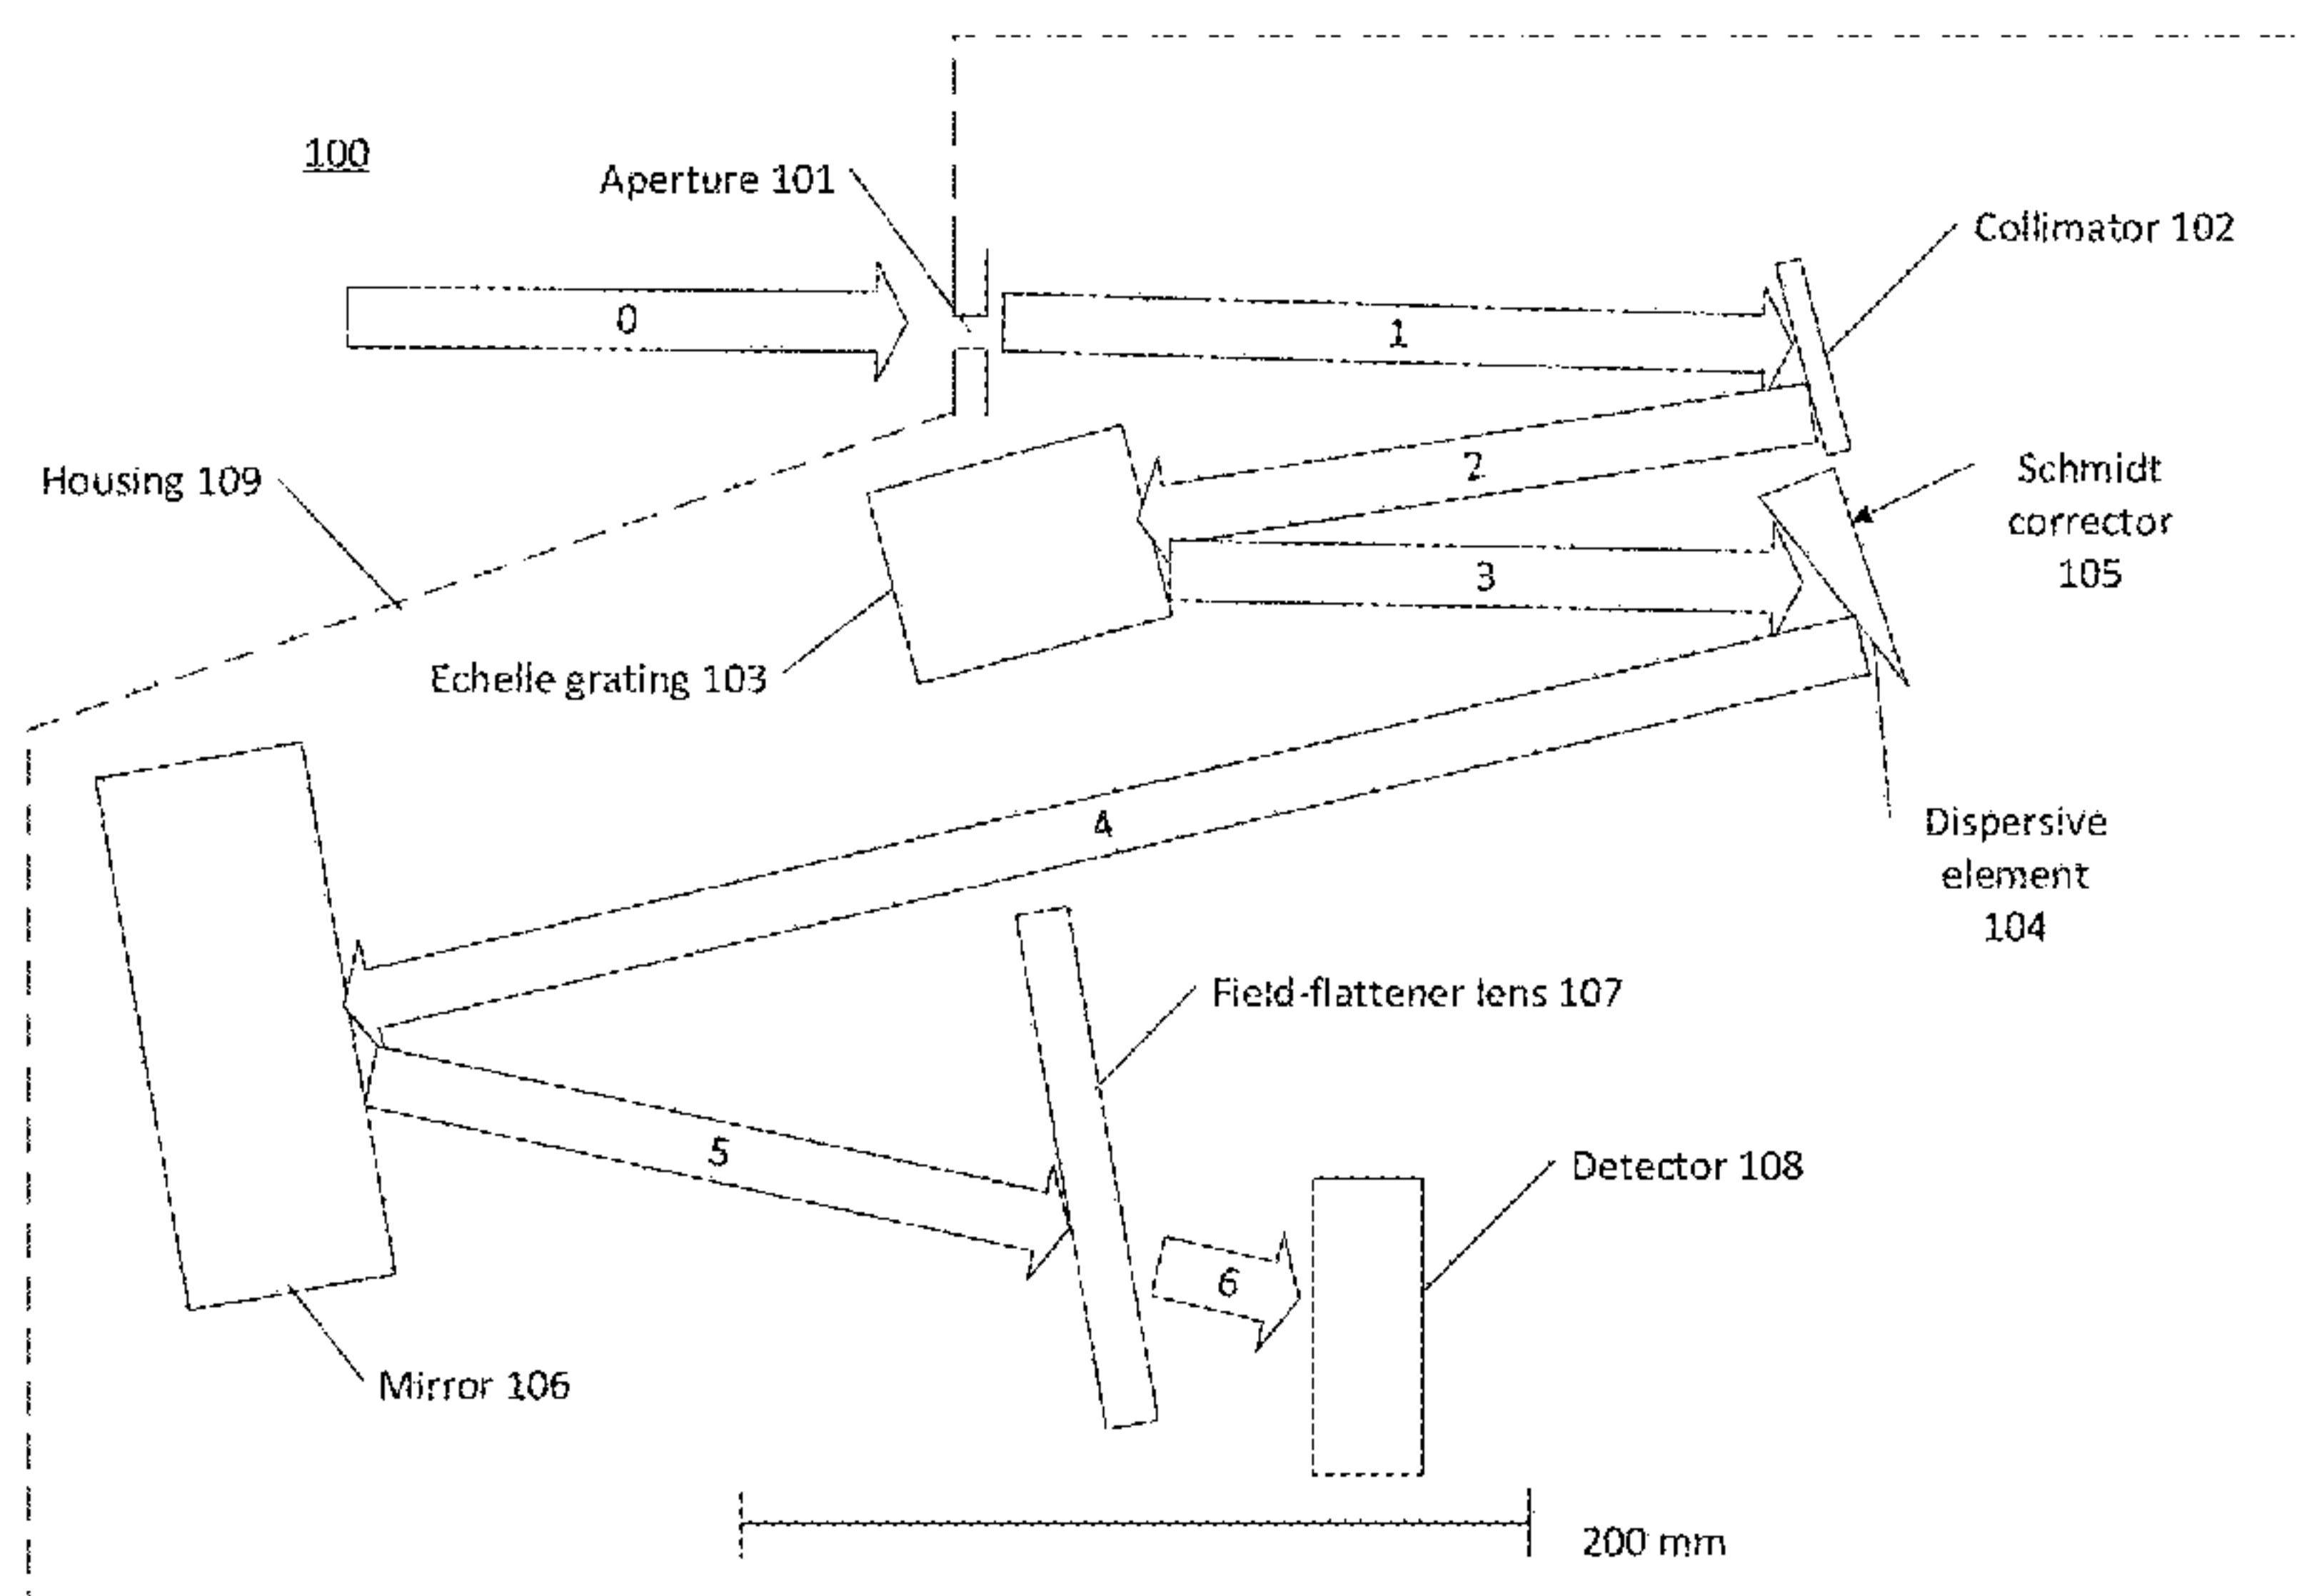 100
Aperture 101
Collimator 102
0
1
2
Housing 109
Schmidt
corrector
105
3
Echelle grating 103
4
Dispersive
element
104
Field-flattener lens 107
5
Detector 108
6
Mirror 106
200 mm